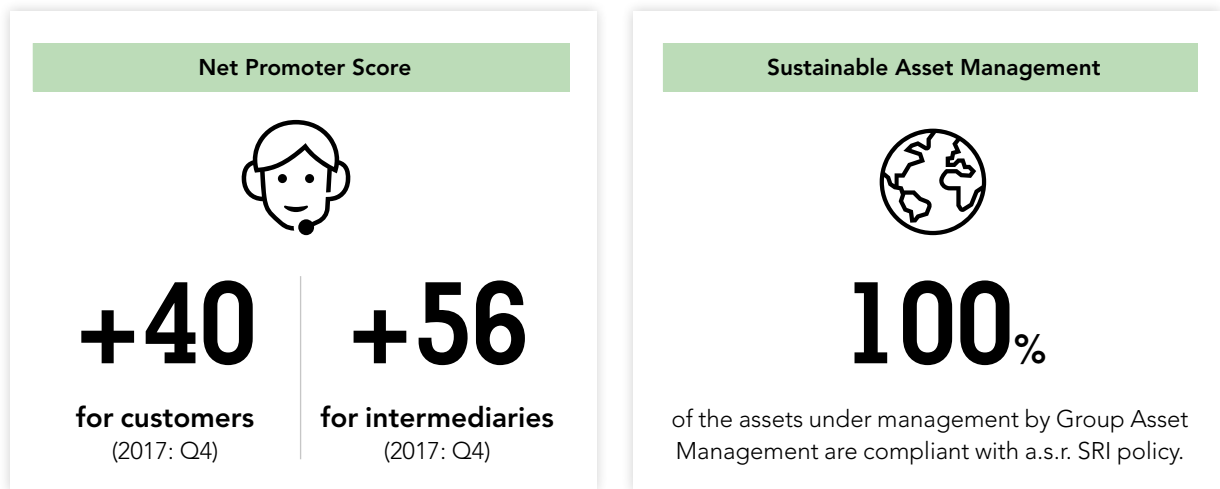 Net Promoter Score
+40
for customers
(2017: Q4)
+56
for intermediaries
(2017: Q4)
Sustainable Asset Management
100%
of the assets under management by Group Asset
Management are compliant with a.s.r. SRI policy.